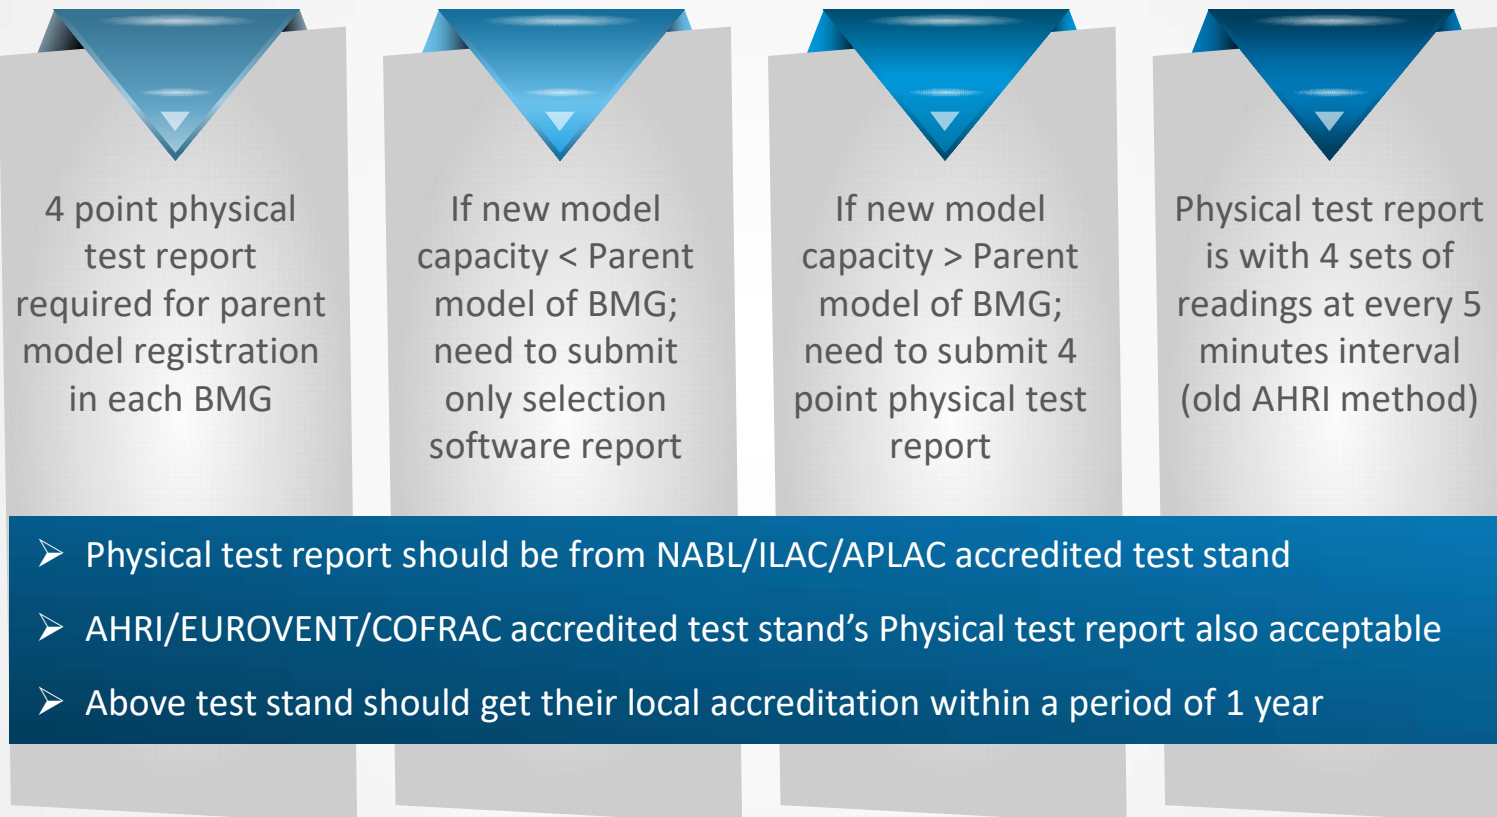 4 point physical
test report
required for parent
model registration
in each BMG
If new model
capacity < Parent
model of BMG;
need to submit
only selection
software report
If new model
capacity > Parent
model of BMG;
need to submit 4
point physical test
report
Physical test report
is with 4 sets of
readings at every 5
minutes interval
(old AHRI method)
➢ Physical test report should be from NABL/ILAC/APLAC accredited test stand
➢ AHRI/EUROVENT/COFRAC accredited test stand’s Physical test report also acceptable
➢ Above test stand should get their local accreditation within a period of 1 year